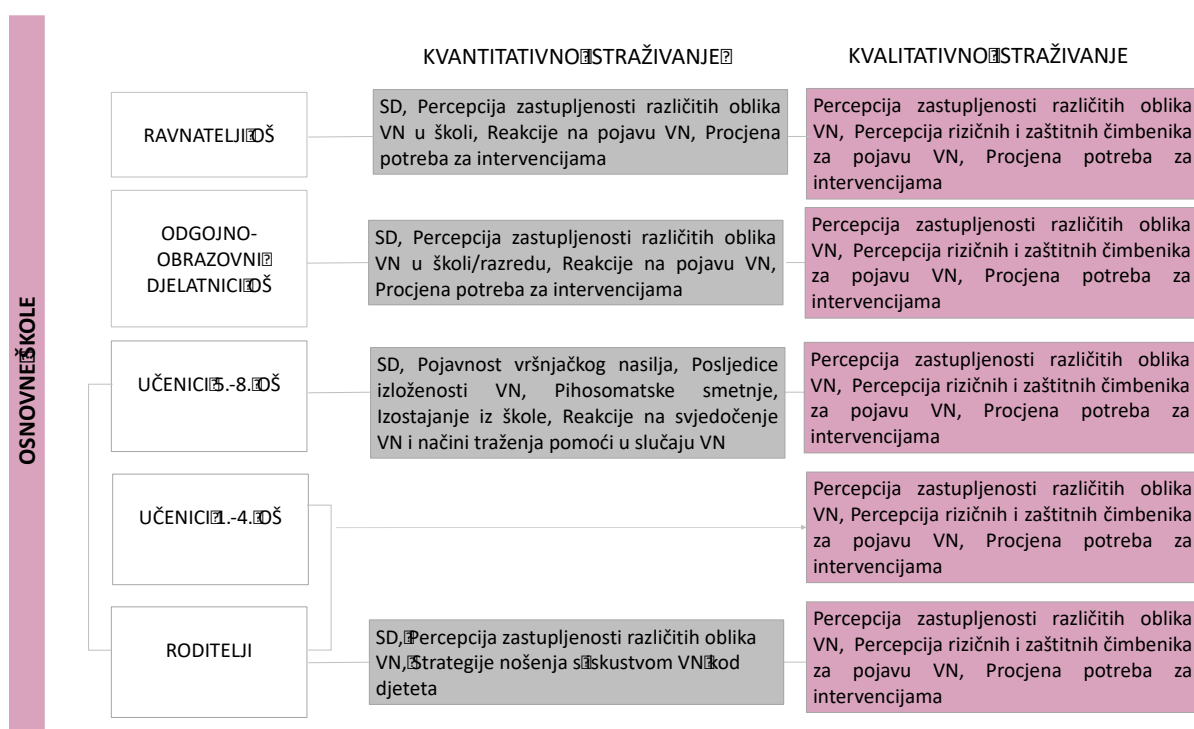 KVANTITATIVNO ISTRAŽIVANJE
KVALITATIVNO ISTRAŽIVANJE
OSNOVNE ŠKOLE
RAVNATELJI OŠ
SD, Percepcija zastupljenosti različitih oblika
VN u školi, Reakcije na pojavu VN, Procjena
potreba za intervencijama
Percepcija zastupljenosti različitih oblika
VN, Percepcija rizičnih i zaštitnih čimbenika
za pojavu VN, Procjena potreba za
intervencijama
ODGOJNO-
OBRAZOVNI
DJELATNICI OŠ
SD, Percepcija zastupljenosti različitih oblika
VN u školi/razredu, Reakcije na pojavu VN,
Procjena potreba za intervencijama
Percepcija zastupljenosti različitih oblika
VN, Percepcija rizičnih i zaštitnih čimbenika
za pojavu VN, Procjena potreba za
intervencijama
UČENICI 5.-8. OŠ
SD, Pojavnost vršnjačkog nasilja, Posljedice
izloženosti VN, Pihosomatske smetnje,
Izostajanje iz škole, Reakcije na svjedočenje
VN i načini traženja pomoći u slučaju VN
Percepcija zastupljenosti različitih oblika
VN, Percepcija rizičnih i zaštitnih čimbenika
za pojavu VN, Procjena potreba za
intervencijama
UČENICI 1.-4. OŠ
Percepcija zastupljenosti različitih oblika
VN, Percepcija rizičnih i zaštitnih čimbenika
za pojavu VN, Procjena potreba za
intervencijama
RODITELJI
SD, Percepcija zastupljenosti različitih oblika
VN, Strategije nošenja s iskustvom VN kod
djeteta
Percepcija zastupljenosti različitih oblika
VN, Percepcija rizičnih i zaštitnih čimbenika
za pojavu VN, Procjena potreba za
intervencijama